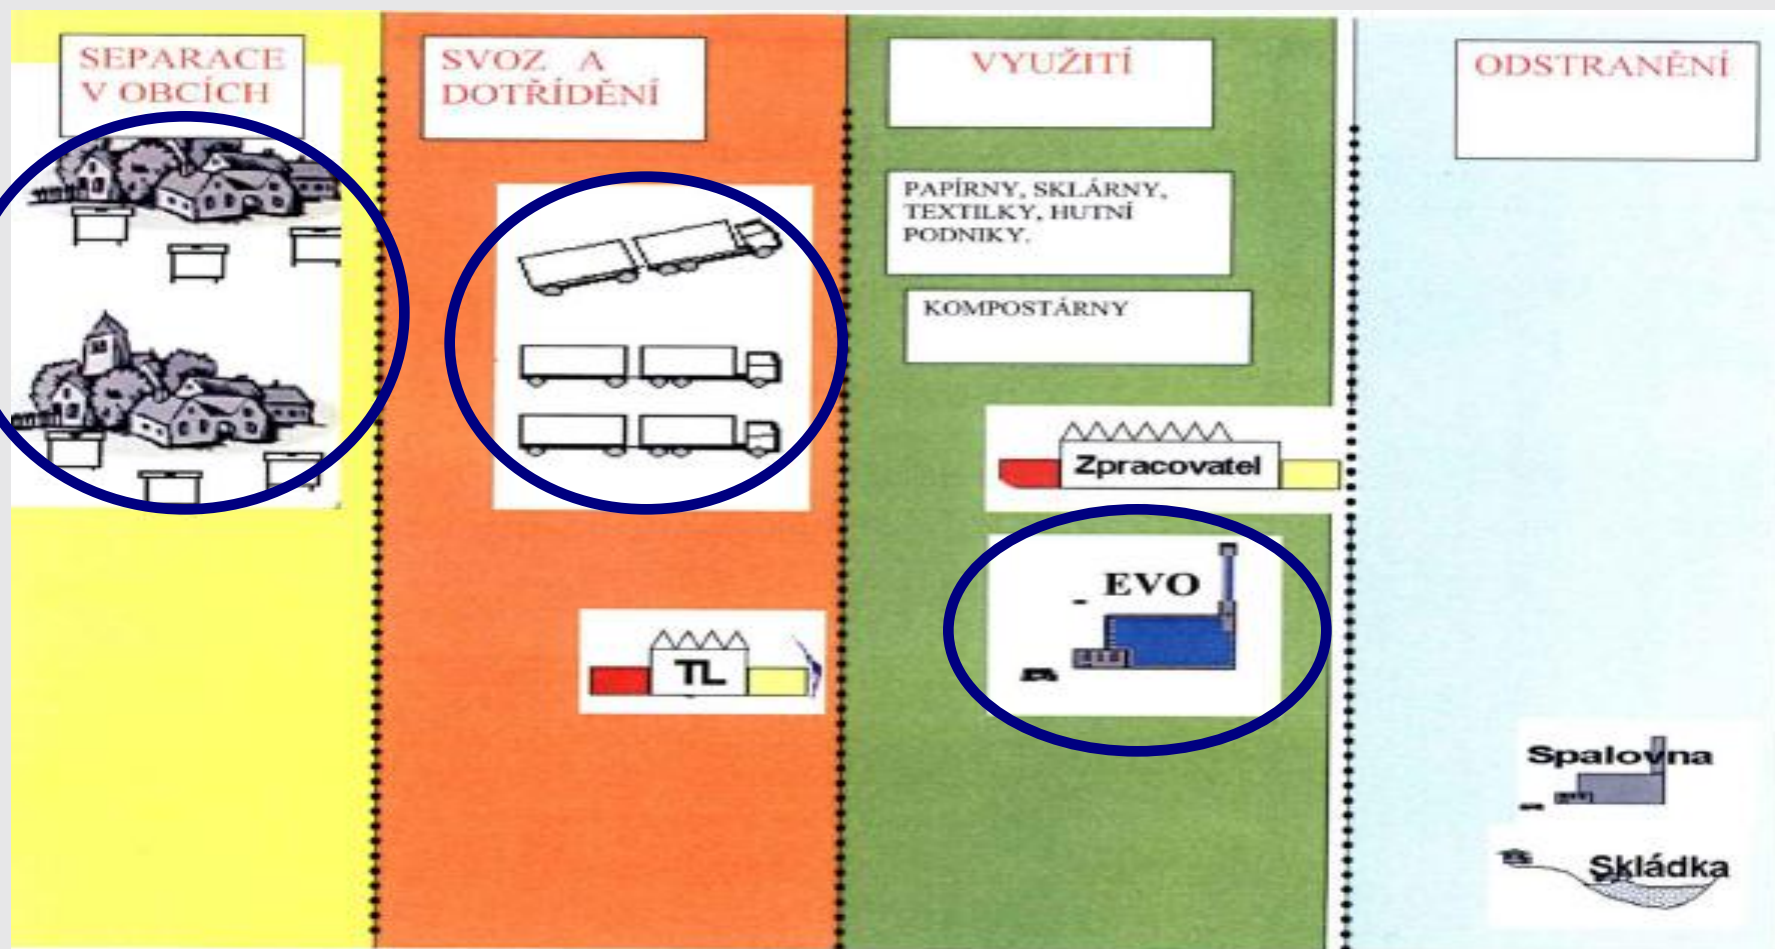 SEPARACE
V OBCÍCH
SVOZ A
DOTŘÍDĚNÍ
TL
VYUŽITÍ
PAPÍRNY, SKLÁRNY,
TEXTILKY, HUTNÍ
PODNIKY.
KOMPOSTÁRNY
Zpracovatel
EVO
ODSTRANĚNÍ
Spalovna
Skládka